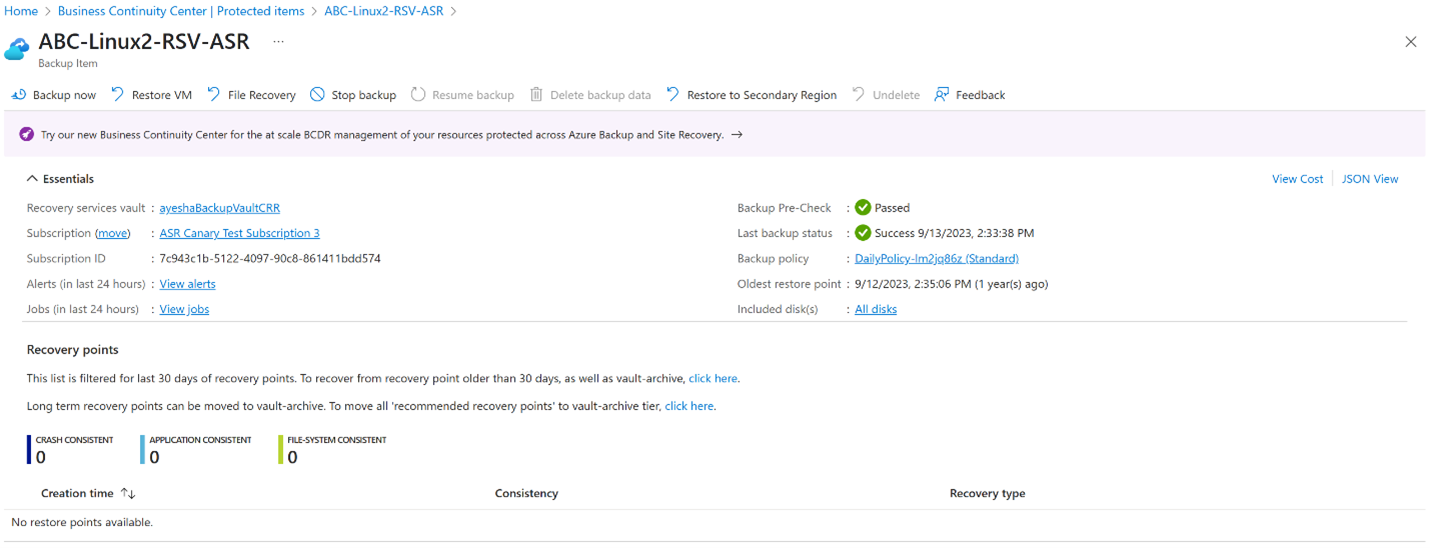 Home > Business Continuity Center | Protected items > ABC-Linux2-RSV-ASR >
ABC-Linux2-RSV-ASR ...
Backup Item
Backup now Restore VM File Recovery Stop backup Resume backup Delete backup data Restore to Secondary Region Undelete Feedback
Try our new Business Continuity Center for the at scale BCDR management of your resources protected across Azure Backup and Site Recovery. →
Essentials
View Cost JSON View
Recovery services vault : ayeshaBackupVaultCRR
Subscription (move) : ASR Canary Test Subscription 3
Subscription ID : 7c943c1b-5122-4097-90c8-861411bdd574
Alerts (in last 24 hours) : View alerts
Jobs (in last 24 hours) : View jobs
Backup Pre-Check : Passed
Last backup status : Success 9/13/2023, 2:33:38 PM
Backup policy : DailyPolicy-lm2jq86z (Standard)
Oldest restore point : 9/12/2023, 2:35:06 PM (1 year(s) ago)
Included disk(s) : All disks
Recovery points
This list is filtered for last 30 days of recovery points. To recover from recovery point older than 30 days, as well as vault-archive, click here.
Long term recovery points can be moved to vault-archive. To move all 'recommended recovery points' to vault-archive tier, click here.
CRASH CONSISTENT APPLICATION CONSISTENT FILE-SYSTEM CONSISTENT
0 0 0
Creation time ↑↓ Consistency Recovery type
No restore points available.